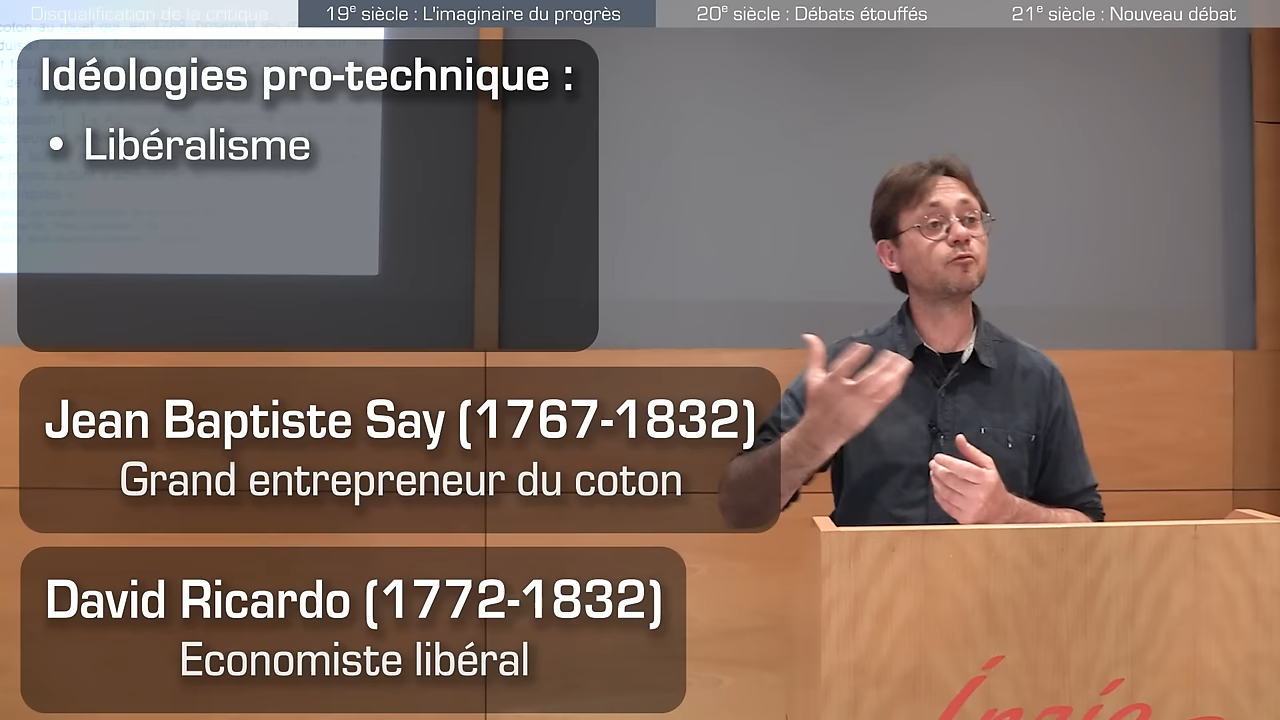 Disqualification de la critique
19e siècle : L'imaginaire du progrès
20e siècle : Débats étouffés
21e siècle : Nouveau débat
Idéologies pro-technique :
• Libéralisme
Jean Baptiste Say (1767-1832)
Grand entrepreneur du coton
David Ricardo (1772-1832)
Economiste libéral